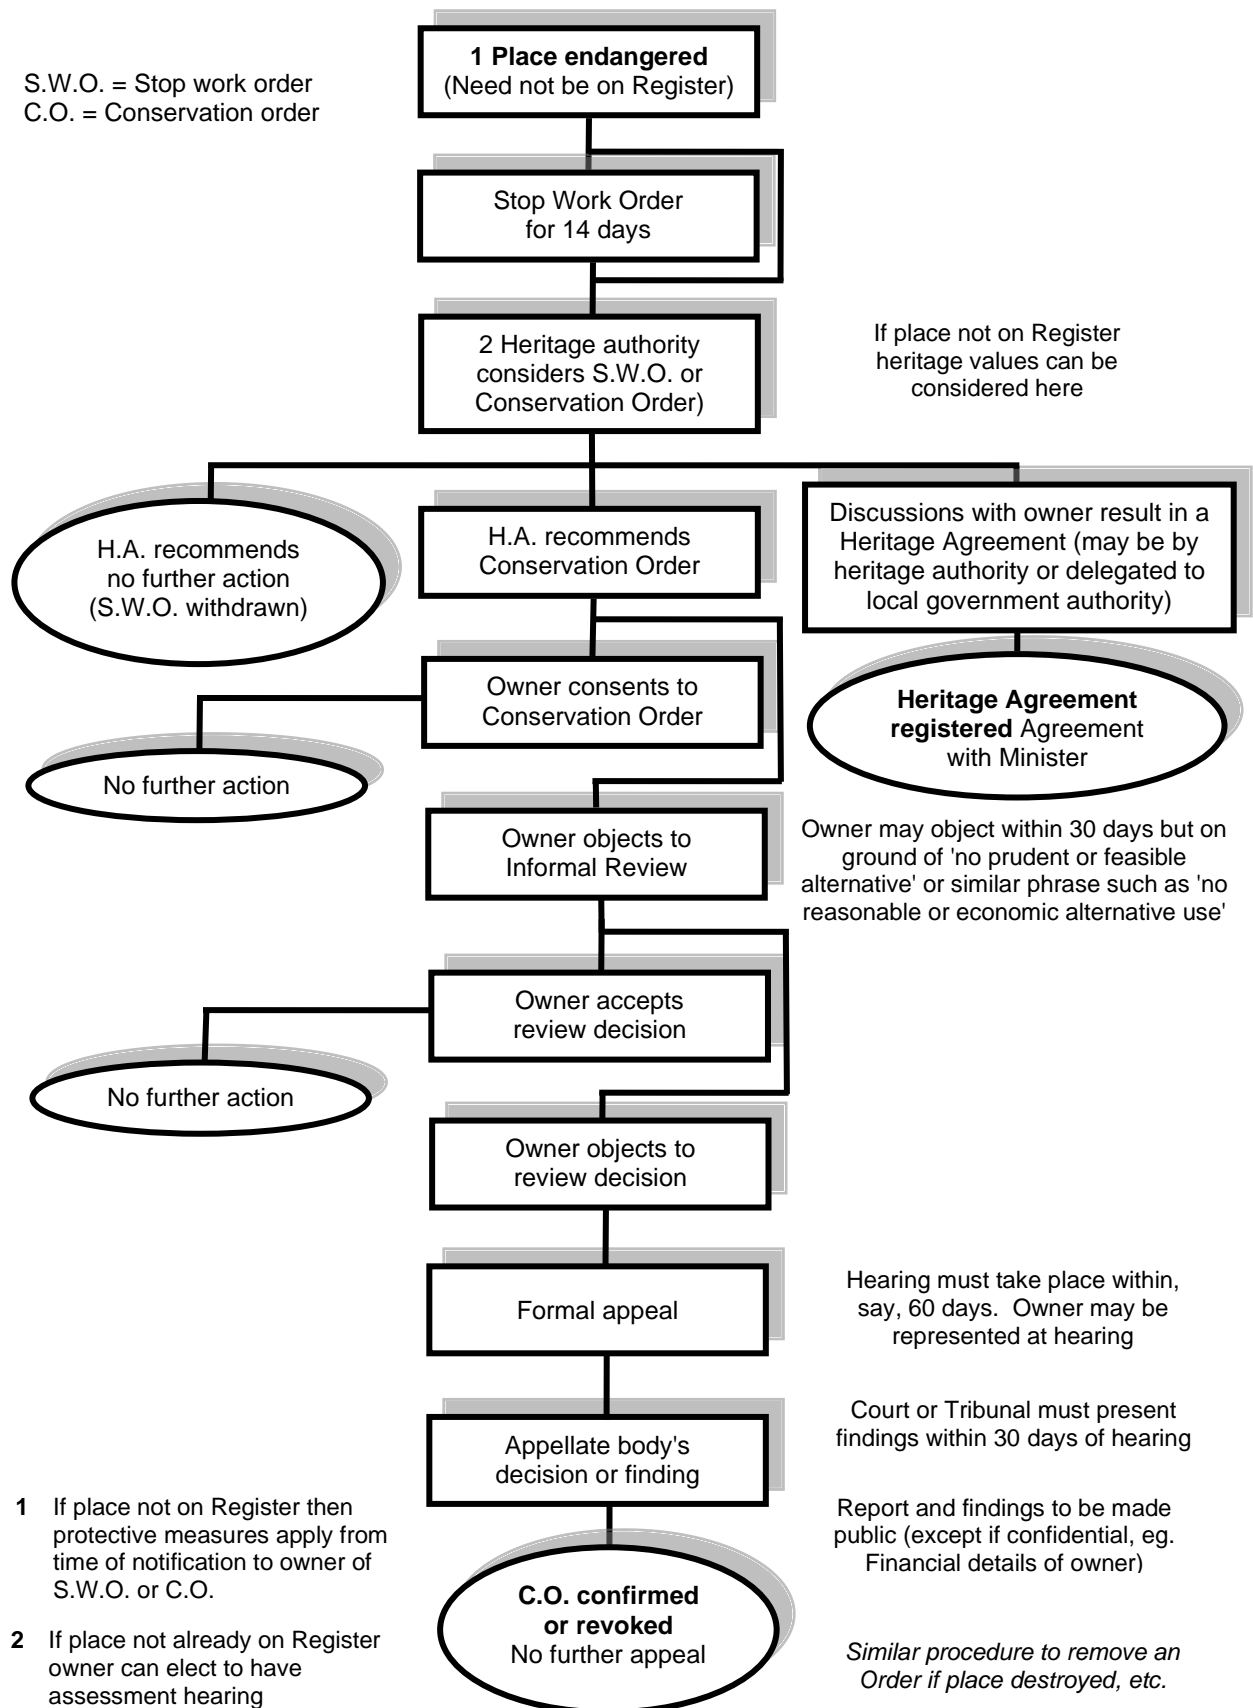 S.W.O. = Stop work order
C.O. = Conservation order
1 Place endangered
(Need not be on Register)
Stop Work Order
for 14 days
2 Heritage authority
considers S.W.O. or
Conservation Order)
If place not on Register
heritage values can be
considered here
H.A. recommends
no further action
(S.W.O. withdrawn)
H.A. recommends
Conservation Order
Discussions with owner result in a
Heritage Agreement (may be by
heritage authority or delegated to
local government authority)
Owner consents to
Conservation Order
Heritage Agreement
registered Agreement
with Minister
No further action
Owner objects to
Informal Review
Owner may object within 30 days but on
ground of 'no prudent or feasible
alternative' or similar phrase such as 'no
reasonable or economic alternative use'
Owner accepts
review decision
No further action
Owner objects to
review decision
Formal appeal
Hearing must take place within,
say, 60 days. Owner may be
represented at hearing
Appellate body's
decision or finding
Court or Tribunal must present
findings within 30 days of hearing
Report and findings to be made
public (except if confidential, eg.
Financial details of owner)
1 If place not on Register then
protective measures apply from
time of notification to owner of
S.W.O. or C.O.
2 If place not already on Register
owner can elect to have
assessment hearing
C.O. confirmed
or revoked
No further appeal
Similar procedure to remove an
Order if place destroyed, etc.